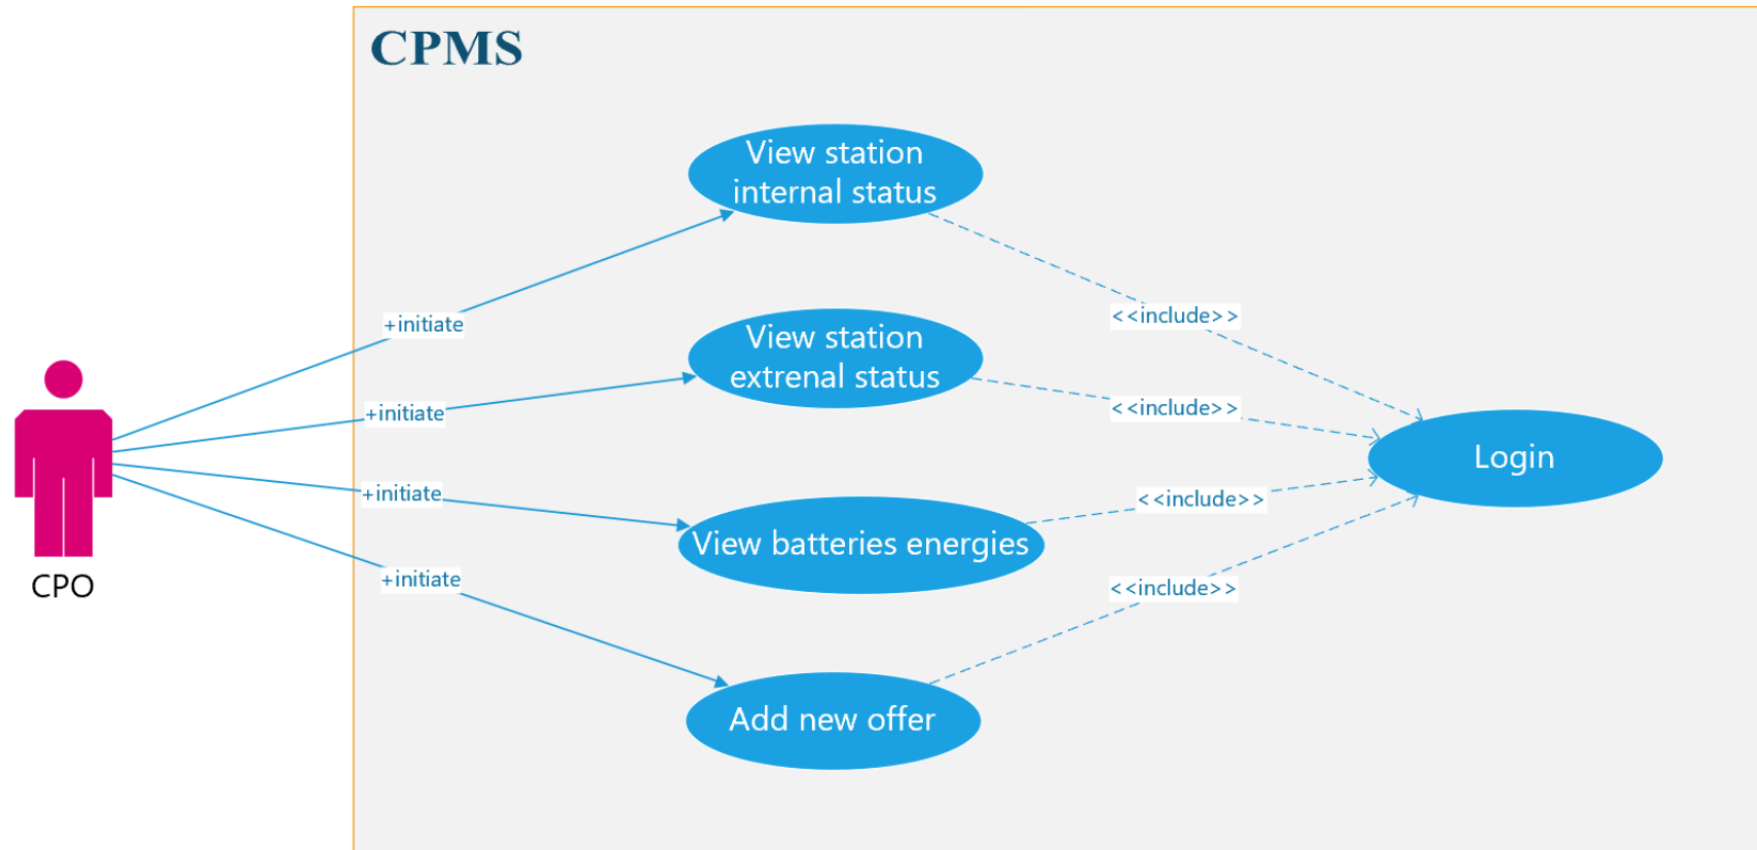 CPMS
View station
internal status
+initiate
<<include>>
View station
extrenal status
+initiate
<<include>>
Login
+initiate
<<include>>
View batteries energies
+initiate
<<include>>
CPO
Add new offer